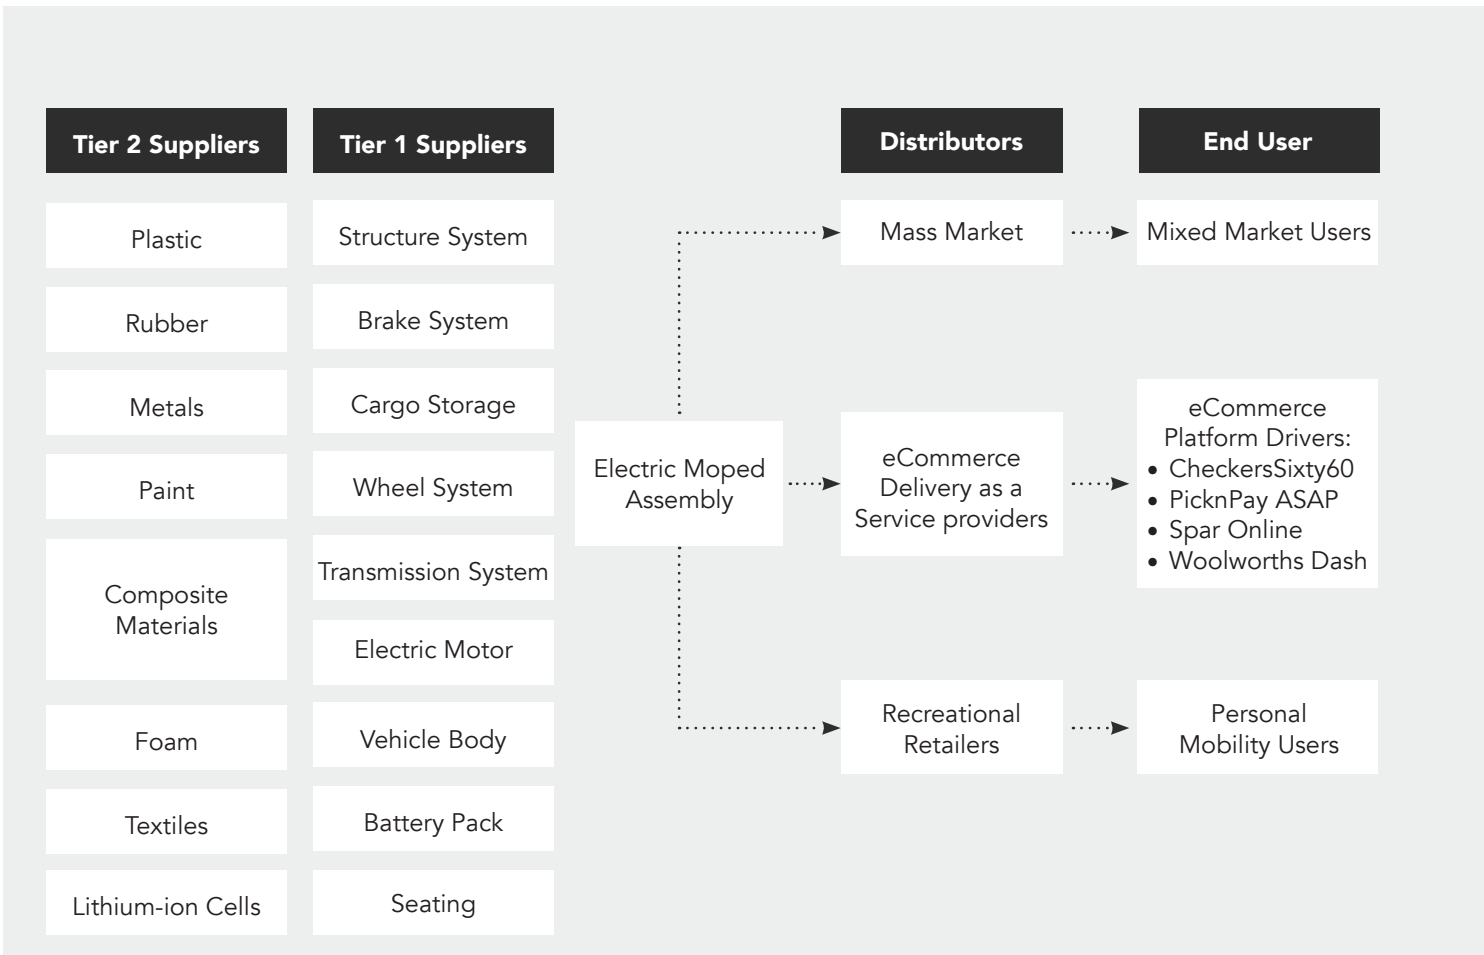 Tier 2 Suppliers
Plastic
Rubber
Metals
Paint
Composite
Materials
Foam
Textiles
Lithium-ion Cells
Tier 1 Suppliers
Structure System
Brake System
Cargo Storage
Wheel System
Transmission System
Electric Motor
Vehicle Body
Battery Pack
Seating
Electric Moped
Assembly
Distributors
Mass Market
eCommerce
Delivery as a
Service providers
Recreational
Retailers
End User
Mixed Market Users
eCommerce
Platform Drivers:
• CheckersSixty60
• PicknPay ASAP
• Spar Online
• Woolworths Dash
Personal
Mobility Users